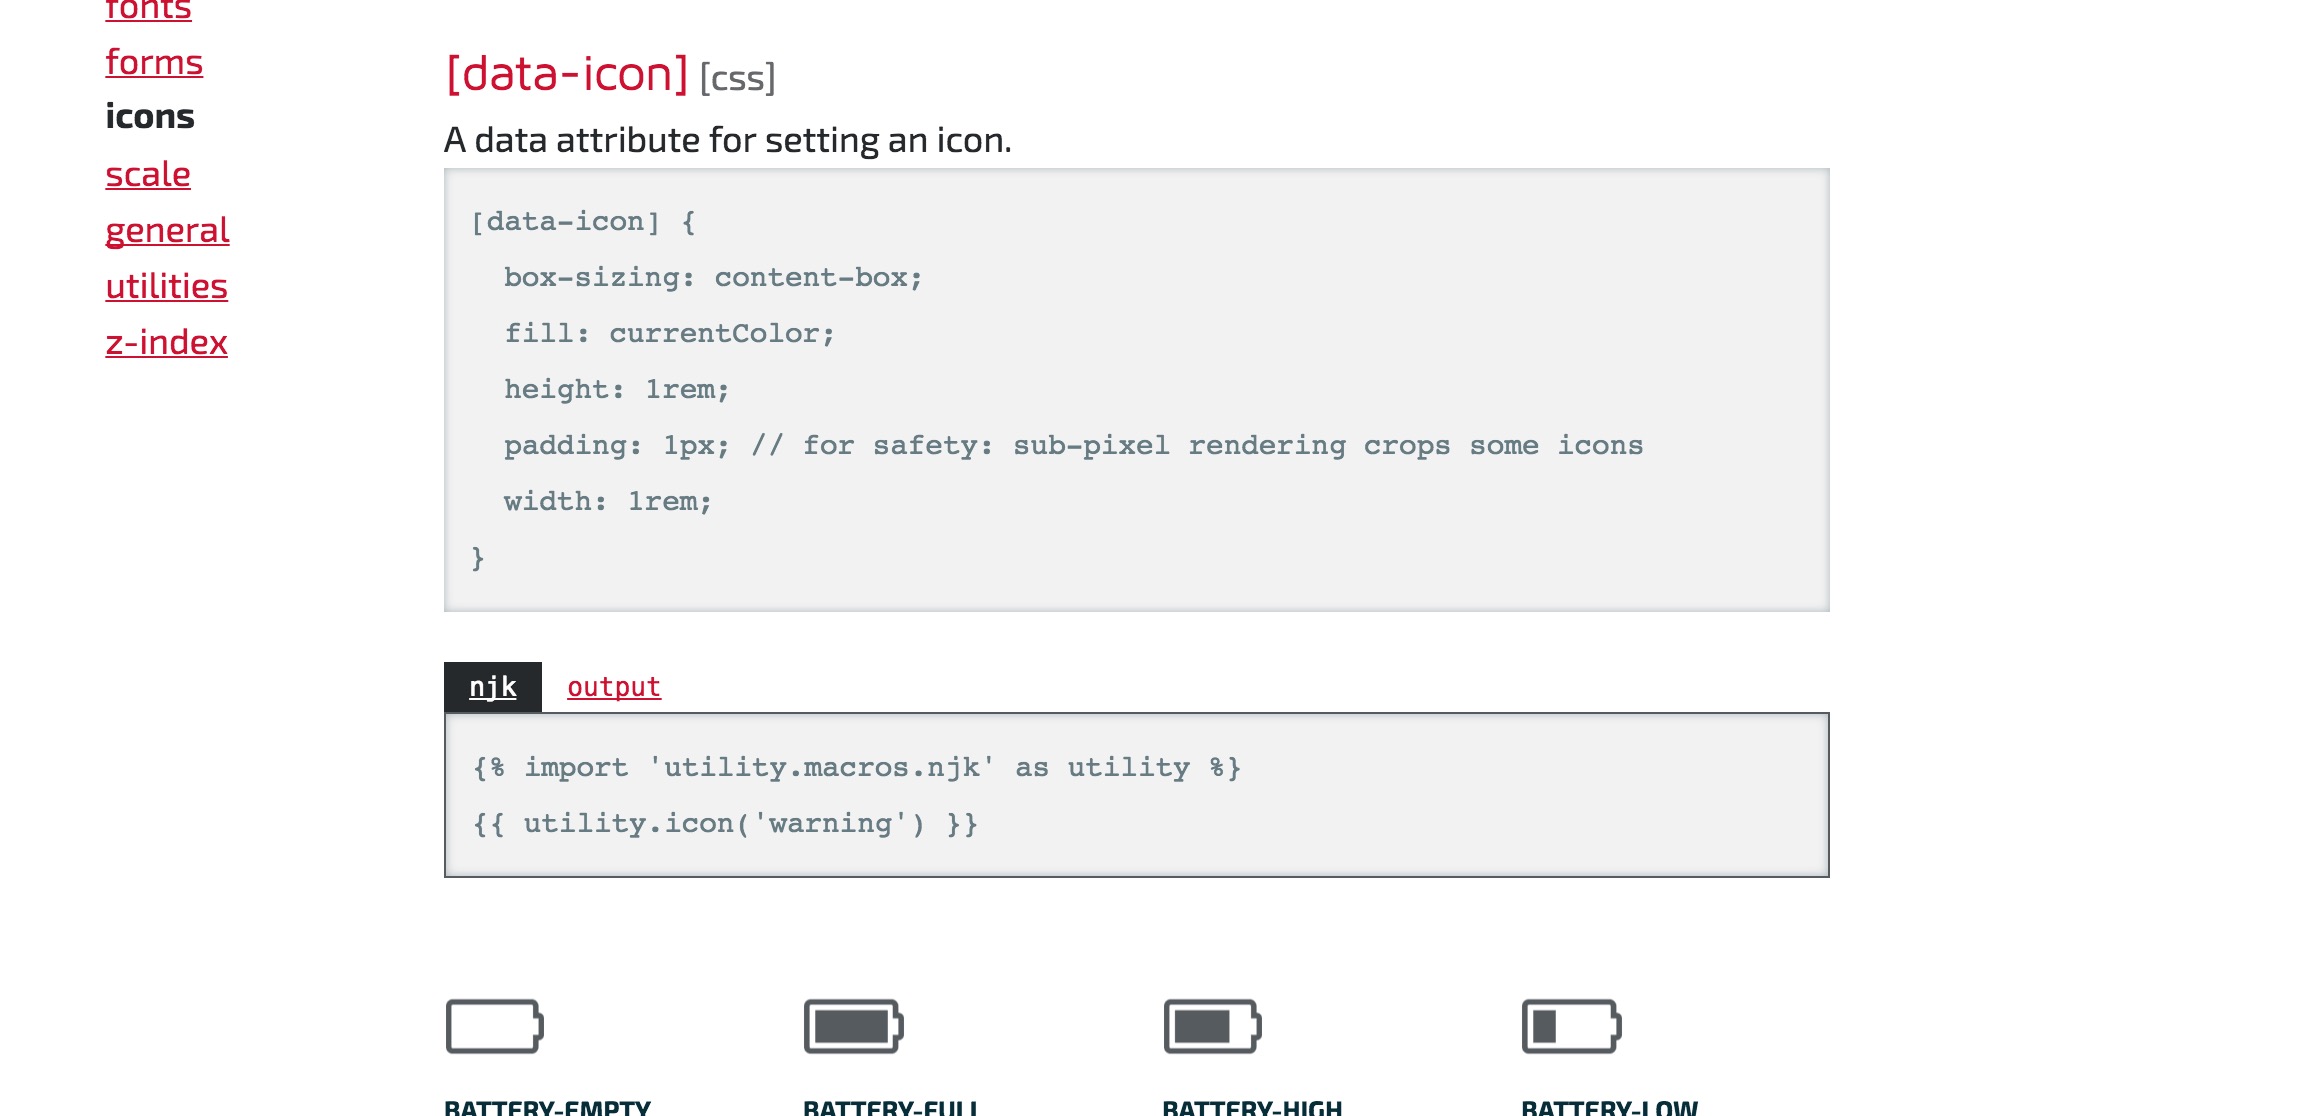 fonts
forms
icons
scale
general
utilities
z-index
[data-icon] [css]
A data attribute for setting an icon.
[data-icon] {
box-sizing: content-box;
fill: currentColor;
height: 1rem;
padding: 1px; // for safety: sub-pixel rendering crops some icons
width: 1rem;
}
njk output
{% import 'utility.macros.njk' as utility %}
{{ utility.icon('warning') }}
BATTERY-EMPTY BATTERY-FULL BATTERY-HIGH BATTERY-LOW